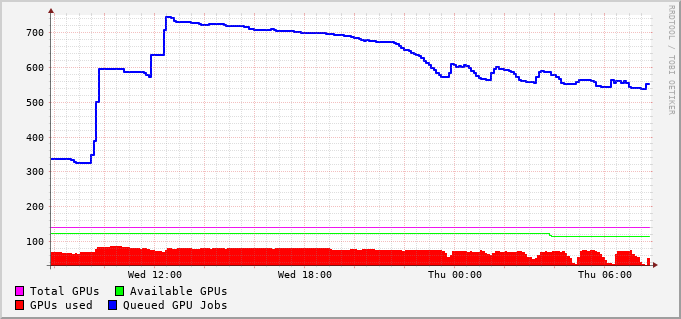 RRDTOOL / TOBI OETIKER
700
600
500
400
300
200
100
Wed 12:00 Wed 18:00 Thu 00:00 Thu 06:00
Total GPUs Available GPUs
GPUs used Queued GPU Jobs